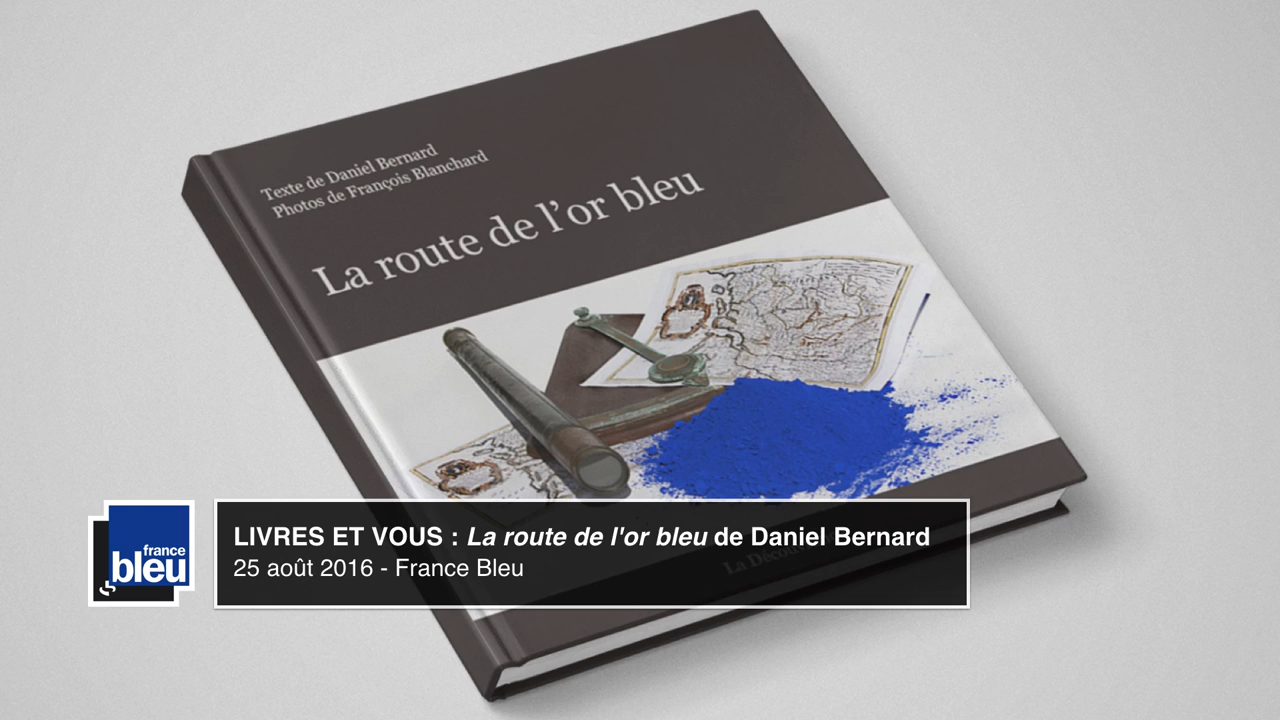 Texte de Daniel Bernard
Photos de François Blanchard
La route de l'or bleu
france
bleu
LIVRES ET VOUS : La route de l'or bleu de Daniel Bernard
25 août 2016 - France Bleu